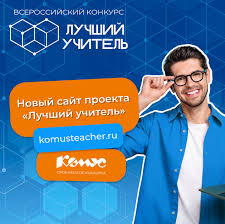 ВСЕРОССИЙСКИЙ КОНКУРС
ЛУЧШИЙ
УЧИТЕЛЬ
Новый сайт проекта
«Лучший учитель»
komusteacher.ru
Комус